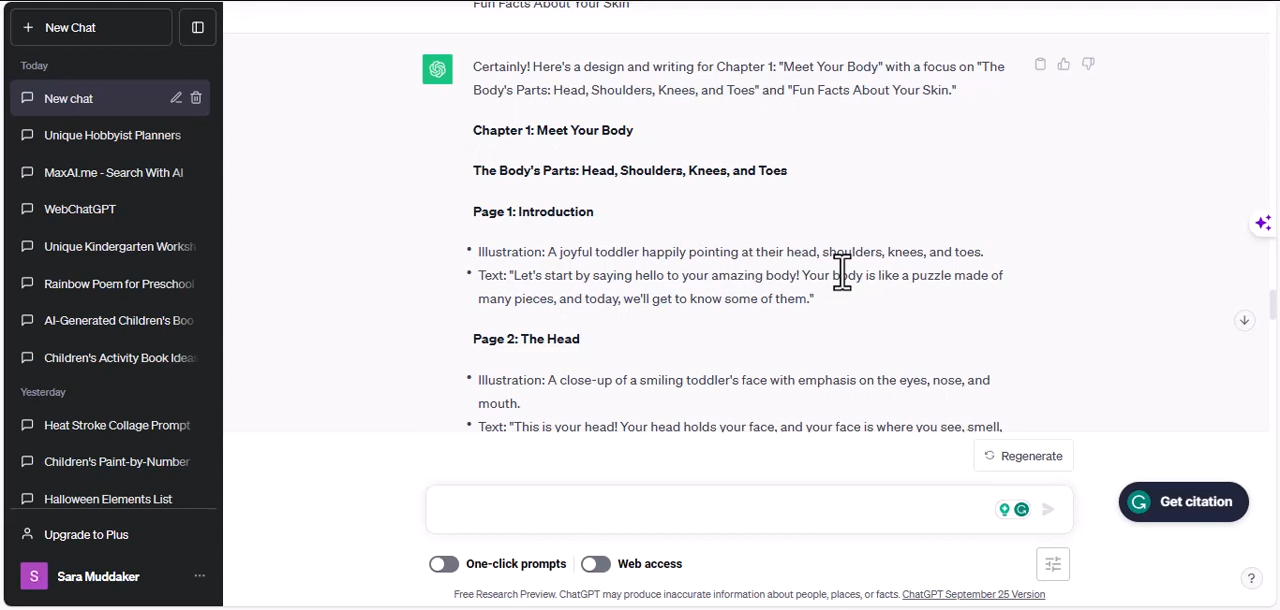 New Chat
Today
New chat
Unique Hobbyist Planners
MaxAI.me - Search With AI
WebChatGPT
Unique Kindergarten Worksh
Rainbow Poem for Preschool
AI-Generated Children's Boo
Children's Activity Book Ideas
Yesterday
Heat Stroke Collage Prompt
Children's Paint-by-Number
Halloween Elements List
Upgrade to Plus
S
Sara Muddaker
Fun Facts About Your Skin
Certainly! Here's a design and writing for Chapter 1: "Meet Your Body" with a focus on "The
Body's Parts: Head, Shoulders, Knees, and Toes" and "Fun Facts About Your Skin."
Chapter 1: Meet Your Body
The Body's Parts: Head, Shoulders, Knees, and Toes
Page 1: Introduction
• Illustration: A joyful toddler happily pointing at their head, shoulders, knees, and toes.
• Text: "Let's start by saying hello to your amazing body! Your body is like a puzzle made of
many pieces, and today, we'll get to know some of them."
Page 2: The Head
• Illustration: A close-up of a smiling toddler's face with emphasis on the eyes, nose, and
mouth.
• Text: "This is your head! Your head holds your face, and your face is where you see, smell,
Regenerate
Get citation
One-click prompts
Web access
Free Research Preview. ChatGPT may produce inaccurate information about people, places, or facts. ChatGPT September 25 Version
?